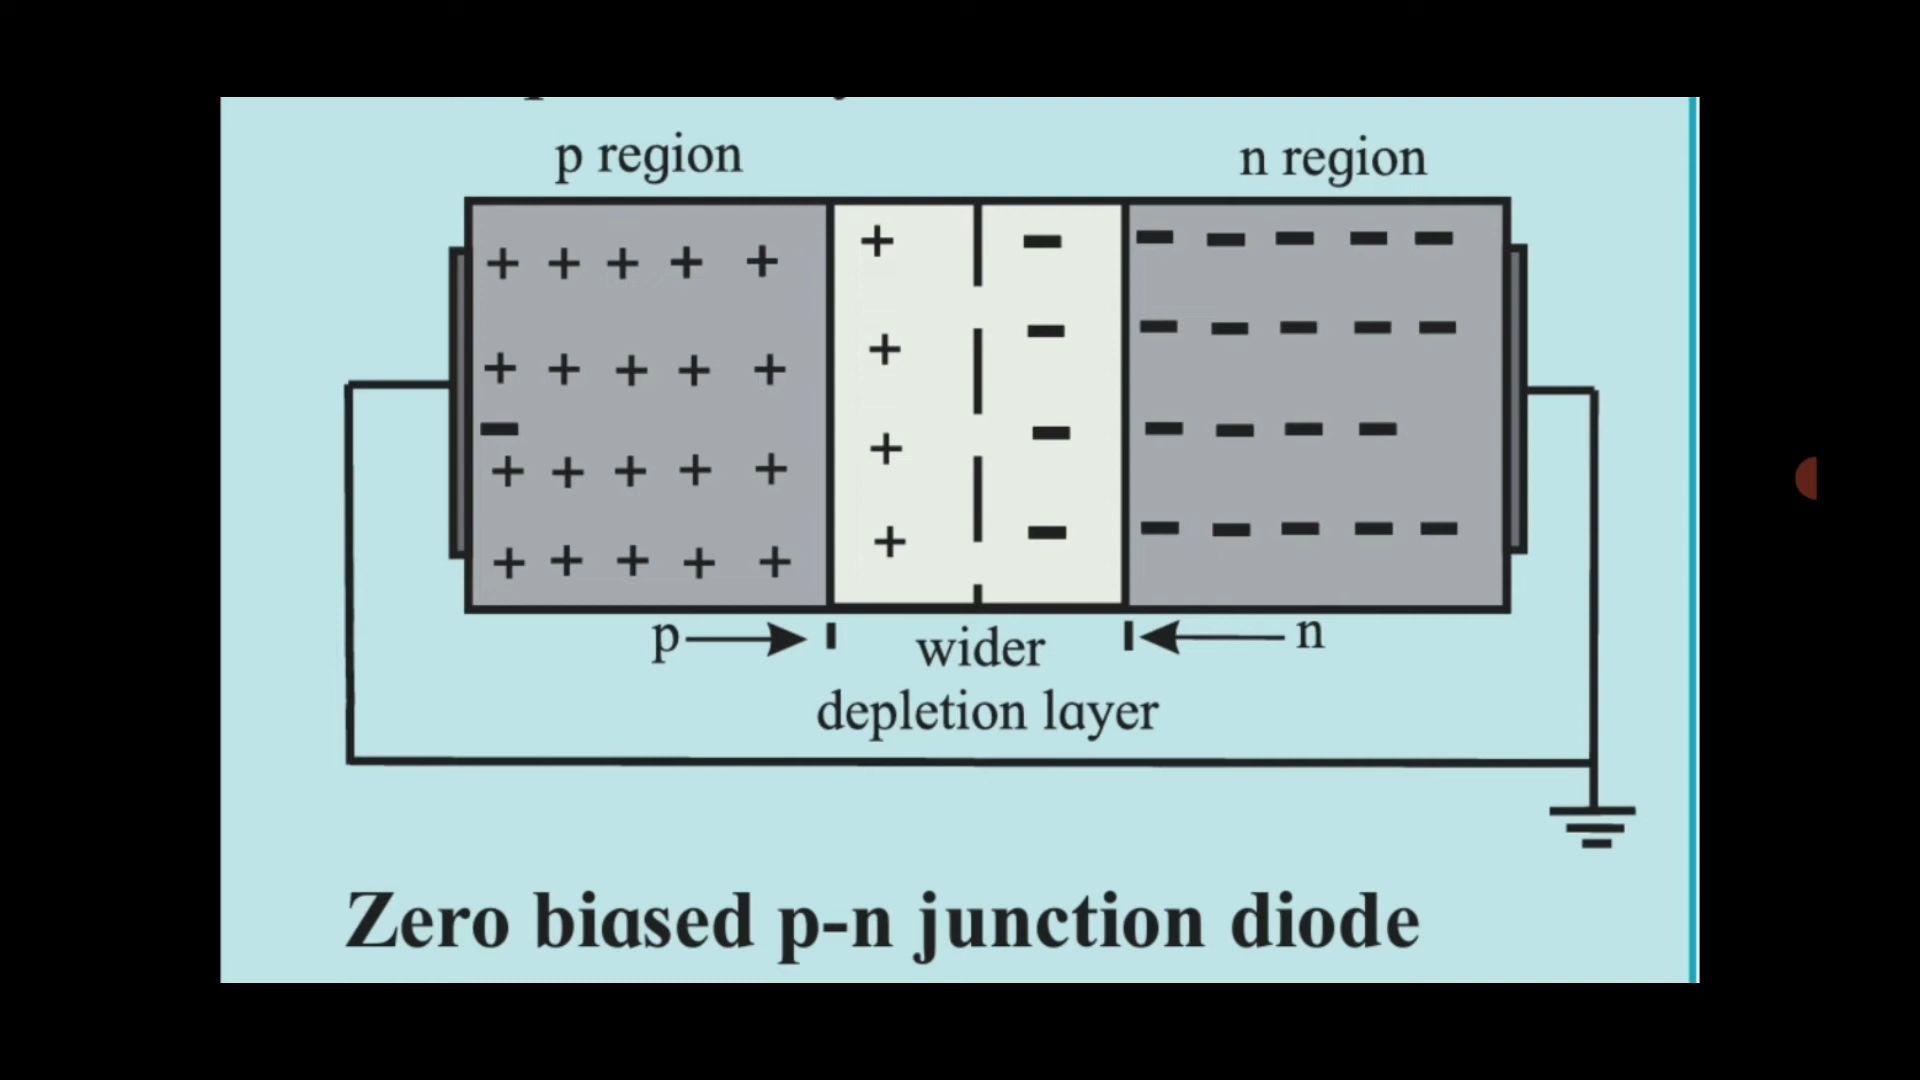 p region
n region
p
n
wider
depletion layer
Zero biased p-n junction diode